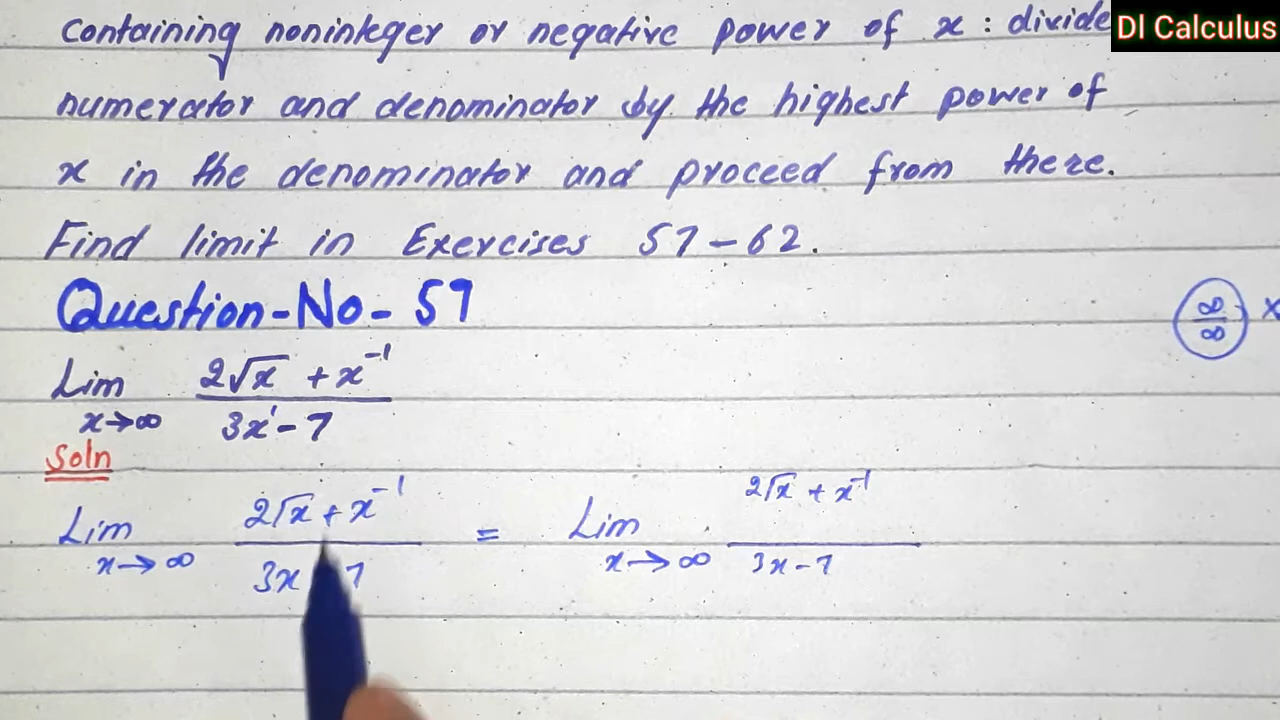 containing noninteger or negative power of x : divide
DI Calculus
numerator and denominator by the highest power of
x in the denominator and proceed from there.
Find limit in Exercises 57-62.
Question-No-57
∞/∞ ×
Lim x→∞ (2√x + x⁻¹)/(3x¹-7)
Soln
Lim x→∞ (2√x + x⁻¹)/(3x 7) = Lim x→∞ (2√x + x⁻¹)/(3x-7)